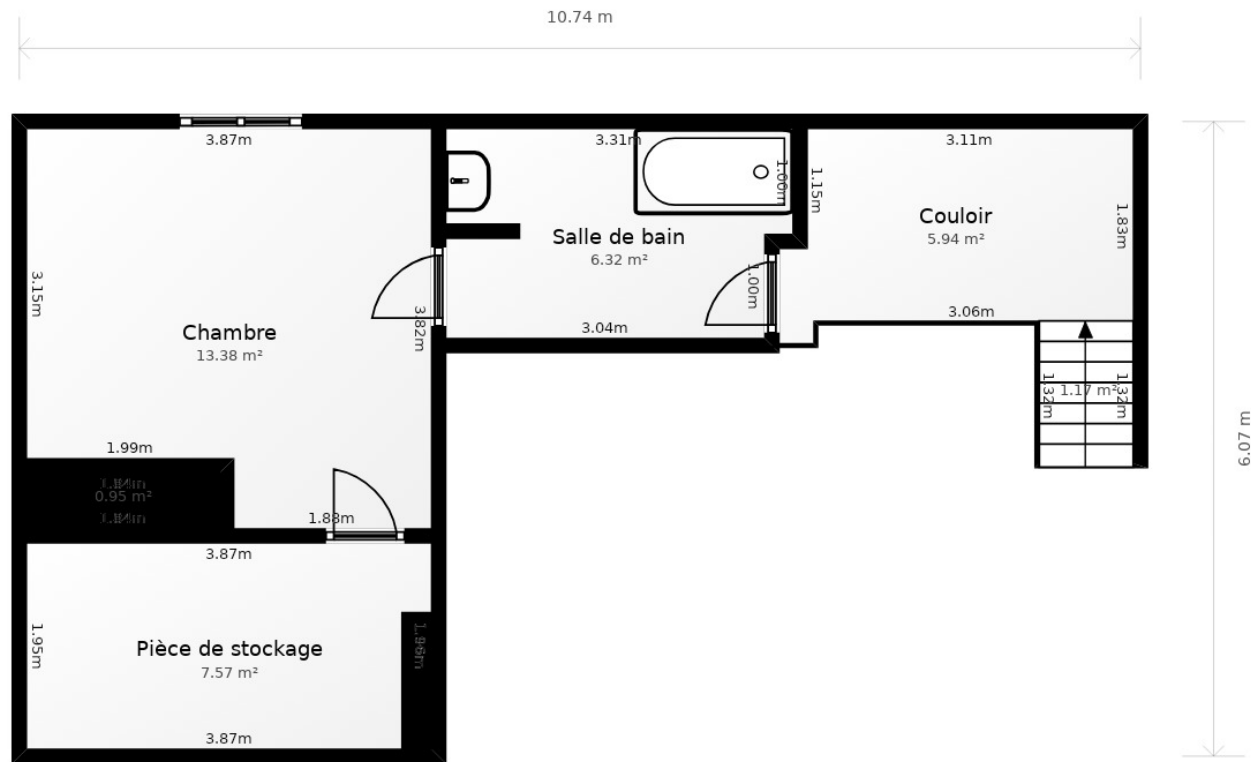 10.74 m
3.87m
3.31m
3.11m
1.00m
1.15m
Couloir
5.94 m²
1.83m
Salle de bain
6.32 m²
3.15m
1.00m
3.82m
3.04m
3.06m
Chambre
13.38 m²
1.32m
1.17 m²
1.32m
6.07 m
1.99m
0.95 m²
1.88m
3.87m
1.95m
Pièce de stockage
7.57 m²
3.87m